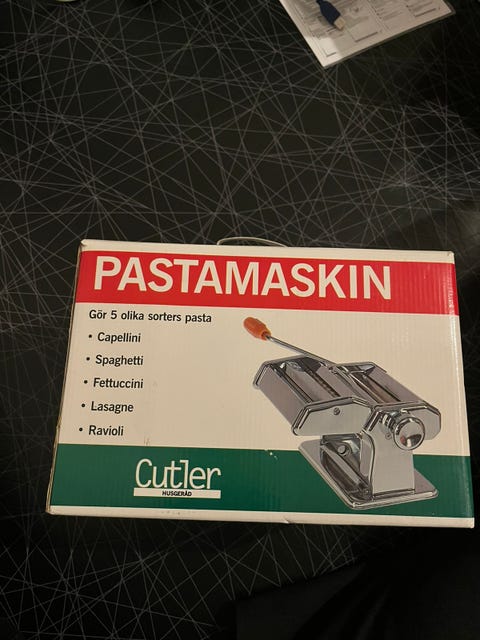 PASTAMASKIN
Gör 5 olika sorters pasta
• Capellini
• Spaghetti
• Fettuccini
• Lasagne
• Ravioli
Cutler
HUSGERÅD